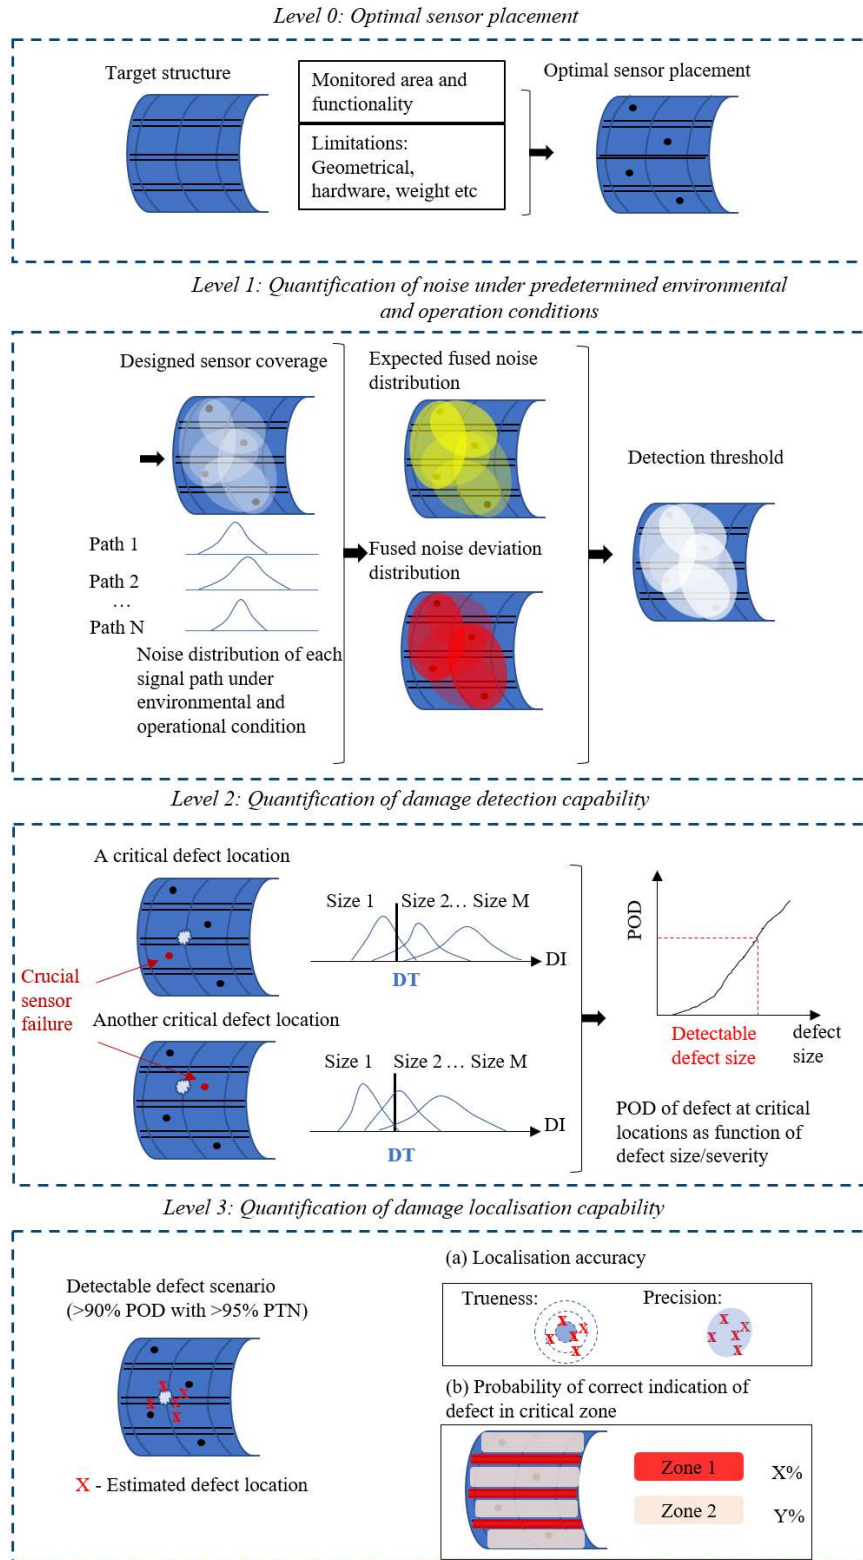 Level 0: Optimal sensor placement
Target structure
Monitored area and
functionality
Limitations:
Geometrical,
hardware, weight etc
Optimal sensor placement
Level 1: Quantification of noise under predetermined environmental
and operation conditions
Designed sensor coverage
Path 1
Path 2
…
Path N
Noise distribution of each
signal path under
environmental and
operational condition
Expected fused noise
distribution
Fused noise deviation
distribution
Detection threshold
Level 2: Quantification of damage detection capability
A critical defect location
Crucial
sensor
failure
Another critical defect location
Size 1 Size 2… Size M
DI
DT
Size 1 Size 2 … Size M
DI
DT
POD
Detectable
defect size
defect
size
POD of defect at critical
locations as function of
defect size/severity
Level 3: Quantification of damage localisation capability
Detectable defect scenario
(>90% POD with >95% PTN)
X X X X X
X - Estimated defect location
(a) Localisation accuracy
Trueness:
X X X X X
Precision:
X X X X X
(b) Probability of correct indication of
defect in critical zone
Zone 1 X%
Zone 2 Y%